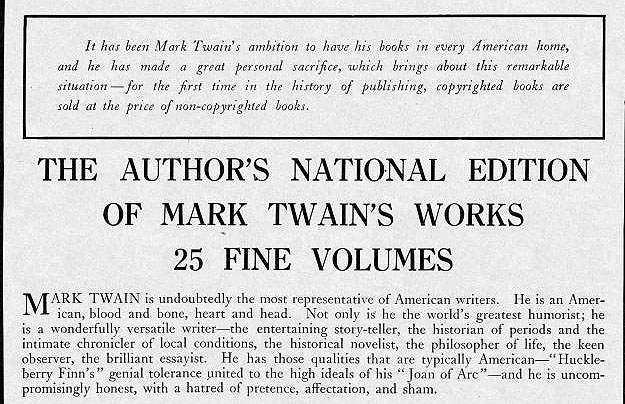 It has been Mark Twain's ambition to have his books in every American home,
and he has made a great personal sacrifice, which brings about this remarkable
situation—for the first time in the history of publishing, copyrighted books are
sold at the price of non-copyrighted books.
THE AUTHOR'S NATIONAL EDITION
OF MARK TWAIN'S WORKS
25 FINE VOLUMES
MARK TWAIN is undoubtedly the most representative of American writers. He is an Amer-
ican, blood and bone, heart and head. Not only is he the world's greatest humorist; he
is a wonderfully versatile writer—the entertaining story-teller, the historian of periods and the
intimate chronicler of local conditions, the historical novelist, the philosopher of life, the keen
observer, the brilliant essayist. He has those qualities that are typically American—"Huckle-
berry Finn's" genial tolerance united to the high ideals of his "Joan of Arc"—and he is uncom-
promisingly honest, with a hatred of pretence, affectation, and sham.